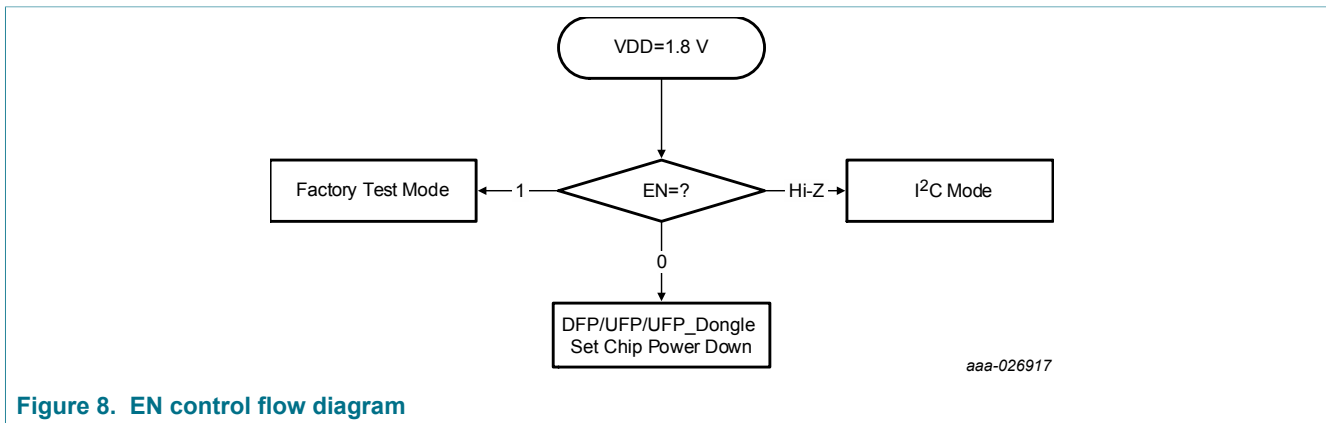 VDD=1.8 V
Factory Test Mode
1
EN=?
Hi-Z
I2C Mode
0
DFP/UFP/UFP_Dongle
Set Chip Power Down
aaa-026917
Figure 8. EN control flow diagram